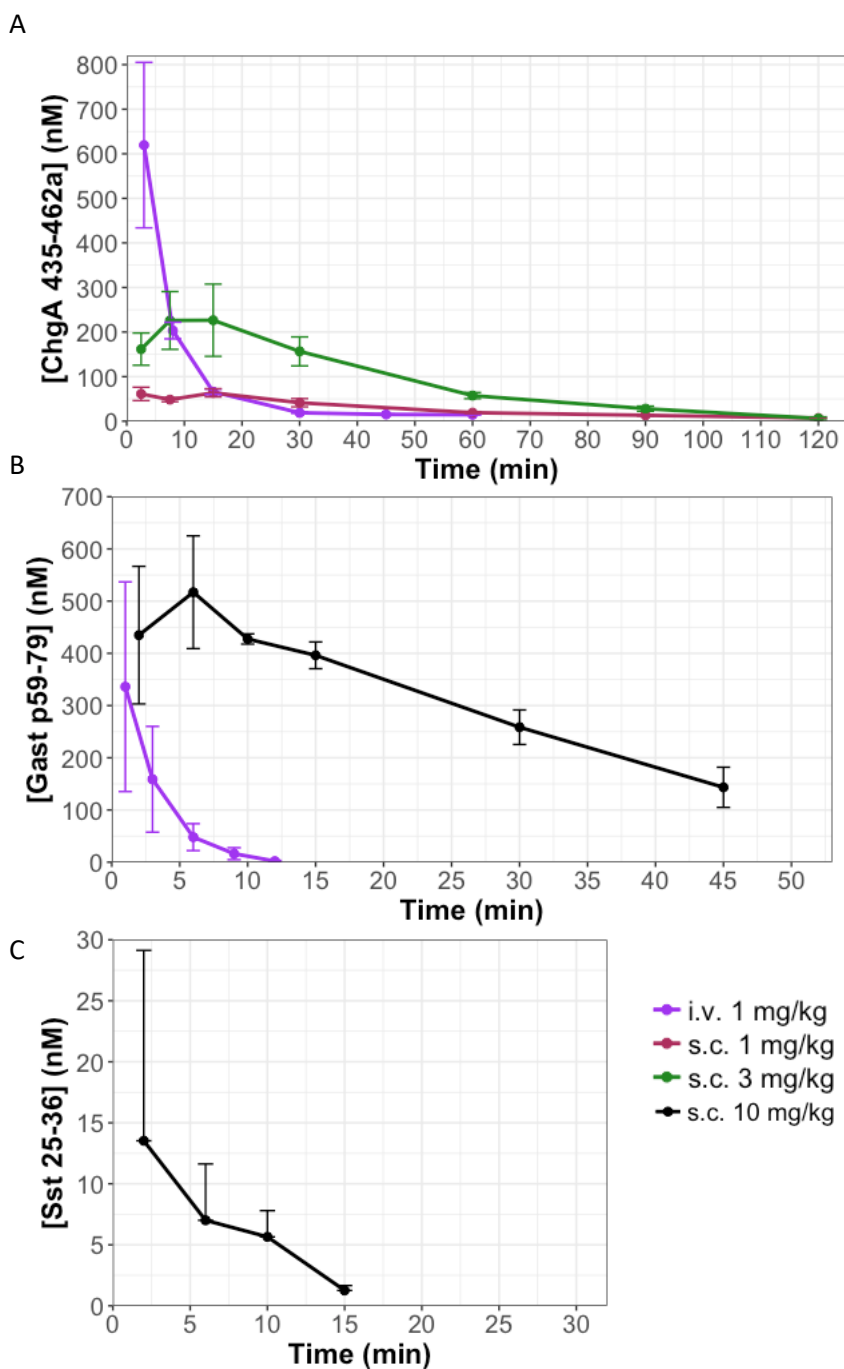 A
800
700
600
500
400
300
200
100
0
[ChgA 435-462a] (nM)
0 10 20 30 40 50 60 70 80 90 100 110 120
Time (min)
B
700
600
500
400
300
200
100
0
[Gast p59-79] (nM)
0 5 10 15 20 25 30 35 40 45 50
Time (min)
C
30
25
20
15
10
5
0
[Sst 25-36] (nM)
0 5 10 15 20 25 30
Time (min)
i.v. 1 mg/kg
s.c. 1 mg/kg
s.c. 3 mg/kg
s.c. 10 mg/kg